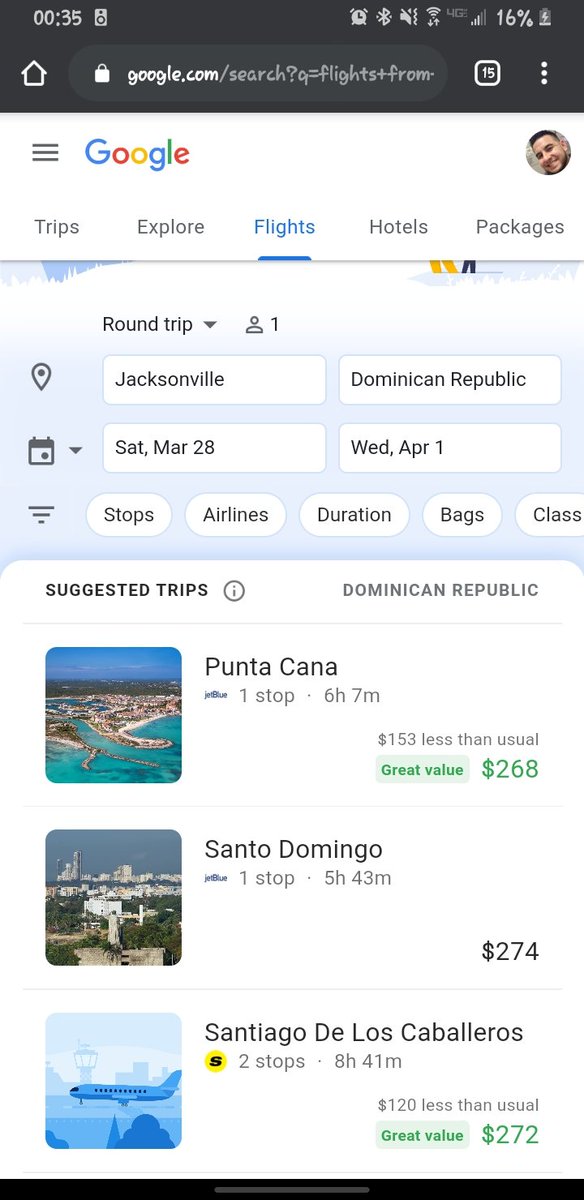 00:35 4G 16%
google.com/search?q=flights+from- 15
Google
Trips Explore Flights Hotels Packages
Round trip 1
Jacksonville Dominican Republic
Sat, Mar 28 Wed, Apr 1
Stops Airlines Duration Bags Class
SUGGESTED TRIPS DOMINICAN REPUBLIC
Punta Cana
jetBlue 1 stop · 6h 7m
$153 less than usual
Great value $268
Santo Domingo
jetBlue 1 stop · 5h 43m
$274
Santiago De Los Caballeros
S 2 stops · 8h 41m
$120 less than usual
Great value $272